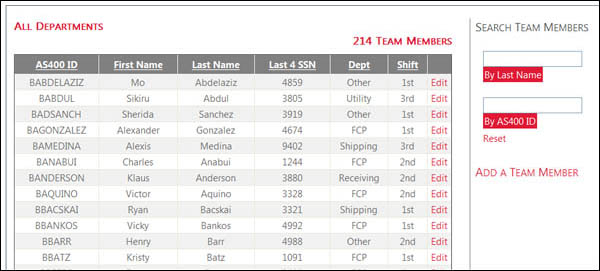 ALL DEPARTMENTS
214 TEAM MEMBERS
AS400 ID First Name Last Name Last 4 SSN Dept Shift
BABDELAZIZ Mo Abdelaziz 4859 Other 1st Edit
BABDUL Sikiru Abdul 3805 Utility 3rd Edit
BADSANCH Sherida Sanchez 3919 Other 1st Edit
BAGONZALEZ Alexander Gonzalez 4674 FCP 1st Edit
BAMEDINA Alexis Medina 9402 Shipping 3rd Edit
BANABUI Charles Anabui 1244 FCP 2nd Edit
BANDERSON Klaus Anderson 3880 Receiving 2nd Edit
BAQUINO Victor Aquino 3328 FCP 2nd Edit
BBACSKAI Ryan Bacskai 3321 Shipping 1st Edit
BBANKOS Vicky Bankos 4992 FCP 1st Edit
BBARR Henry Barr 4988 Other 2nd Edit
BBATZ Kristy Batz 1091 FCP 1st Edit
SEARCH TEAM MEMBERS
By Last Name
By AS400 ID
Reset
ADD A TEAM MEMBER